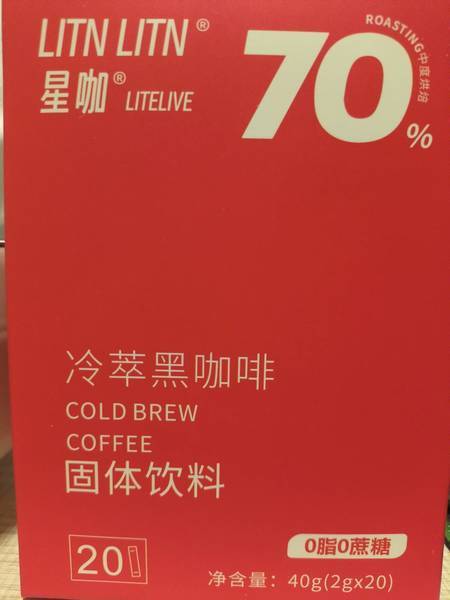 LITN LITN®
星咖® LITELIVE
ROASTING中度烘焙
70%
冷萃黑咖啡
COLD BREW
COFFEE
固体饮料
20
0脂0蔗糖
净含量：40g(2gx20)